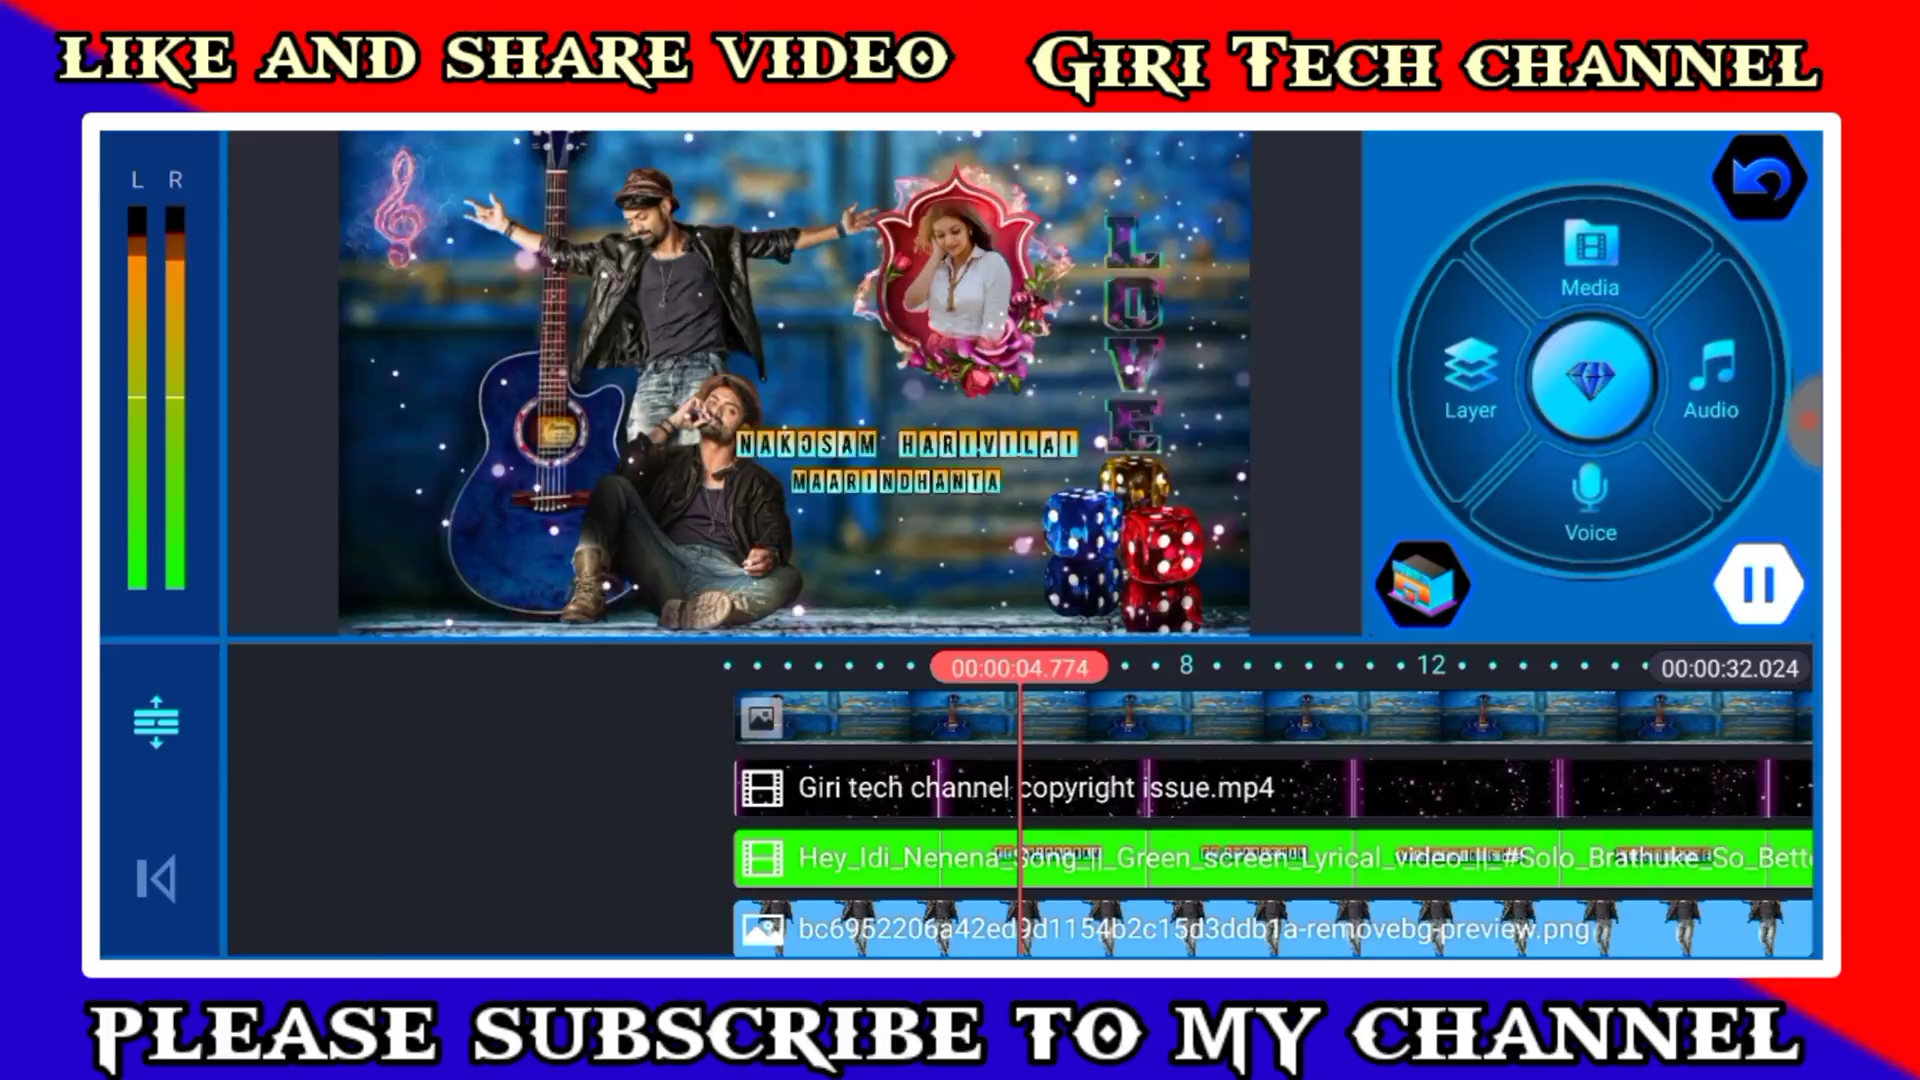 LIKE AND SHARE VIDEO GIRI TECH CHANNEL
L R
LOVE
NAKOSAM HARIVILAI
MAARINDHANTA
Media
Layer
Audio
Voice
00:00:04.774 8 12 00:00:32.024
Giri tech channel copyright issue.mp4
Hey_Idi_Nenena_Song_||_Green_screen_Lyrical_video_||_#Solo_Brathuke_So_Bett
bc6952206a42ed9d1154b2c15d3ddb1a-removebg-preview.png
PLEASE SUBSCRIBE TO MY CHANNEL